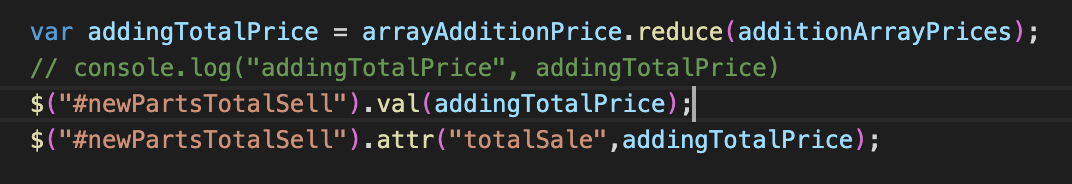 var addingTotalPrice = arrayAdditionPrice.reduce(additionArrayPrices);
// console.log("addingTotalPrice", addingTotalPrice)
$("#newPartsTotalSell").val(addingTotalPrice);
$("#newPartsTotalSell").attr("totalSale",addingTotalPrice);